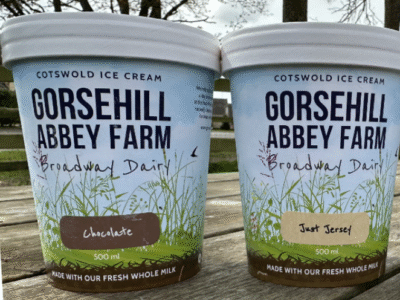 COTSWOLD ICE CREAM
GORSEHILL
ABBEY FARM
Broadway Dairy
Chocolate
500 ml
MADE WITH OUR FRESH WHOLE MILK
COTSWOLD ICE CREAM
GORSEHILL
ABBEY FARM
Broadway Dairy
Just Jersey
500 ml
MADE WITH OUR FRESH WHOLE MILK